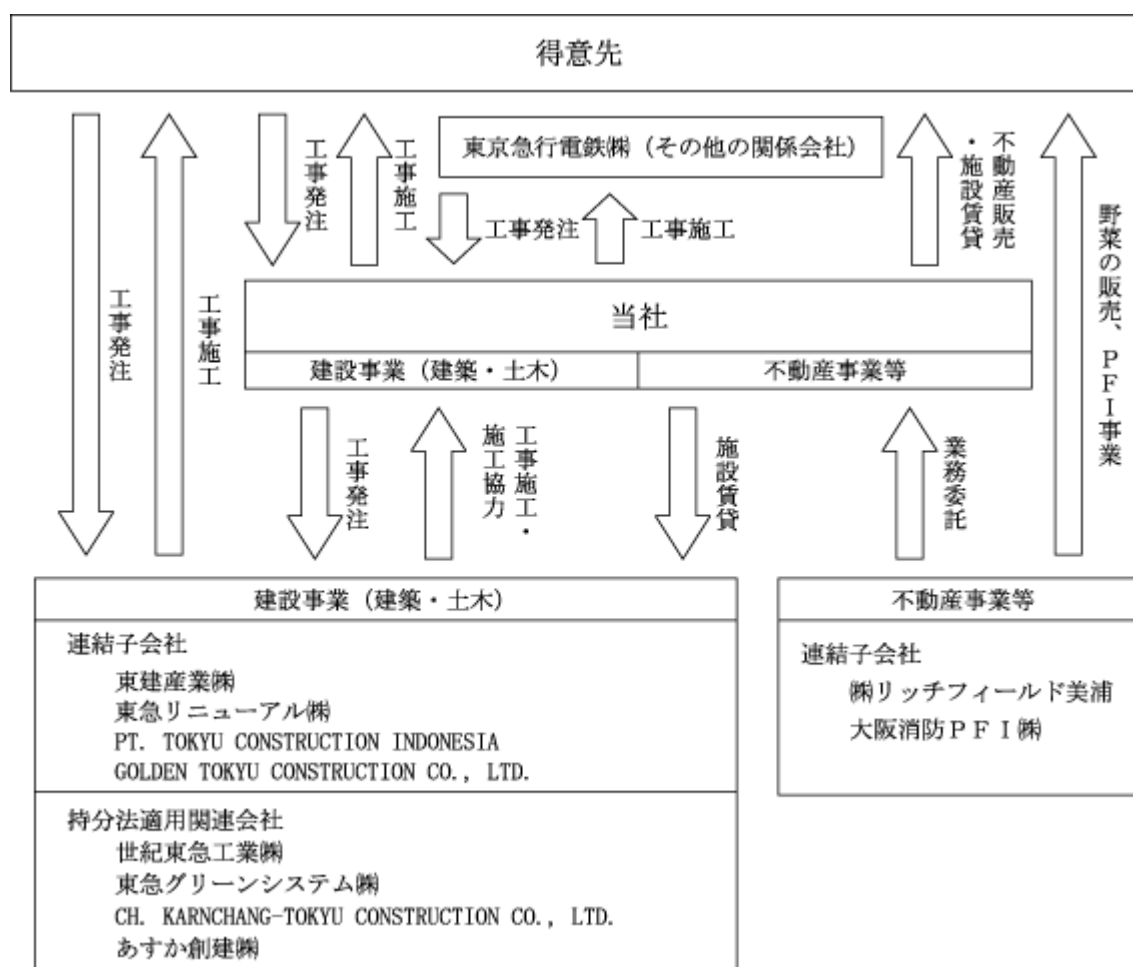 得意先
東京急行電鉄㈱（その他の関係会社）
工事発注
工事施工
工事発注
工事施工
工事発注
工事施工
不動産販売
・施設賃貸
野菜の販売、ＰＦＩ事業
当社
建設事業（建築・土木）
不動産事業等
工事発注
工事施工・
施工協力
施設賃貸
業務委託
建設事業（建築・土木）
連結子会社
東建産業㈱
東急リニューアル㈱
PT. TOKYU CONSTRUCTION INDONESIA
GOLDEN TOKYU CONSTRUCTION CO., LTD.
持分法適用関連会社
世紀東急工業㈱
東急グリーンシステム㈱
CH. KARNCHANG-TOKYU CONSTRUCTION CO., LTD.
あすか創建㈱
不動産事業等
連結子会社
㈱リッチフィールド美浦
大阪消防ＰＦＩ㈱